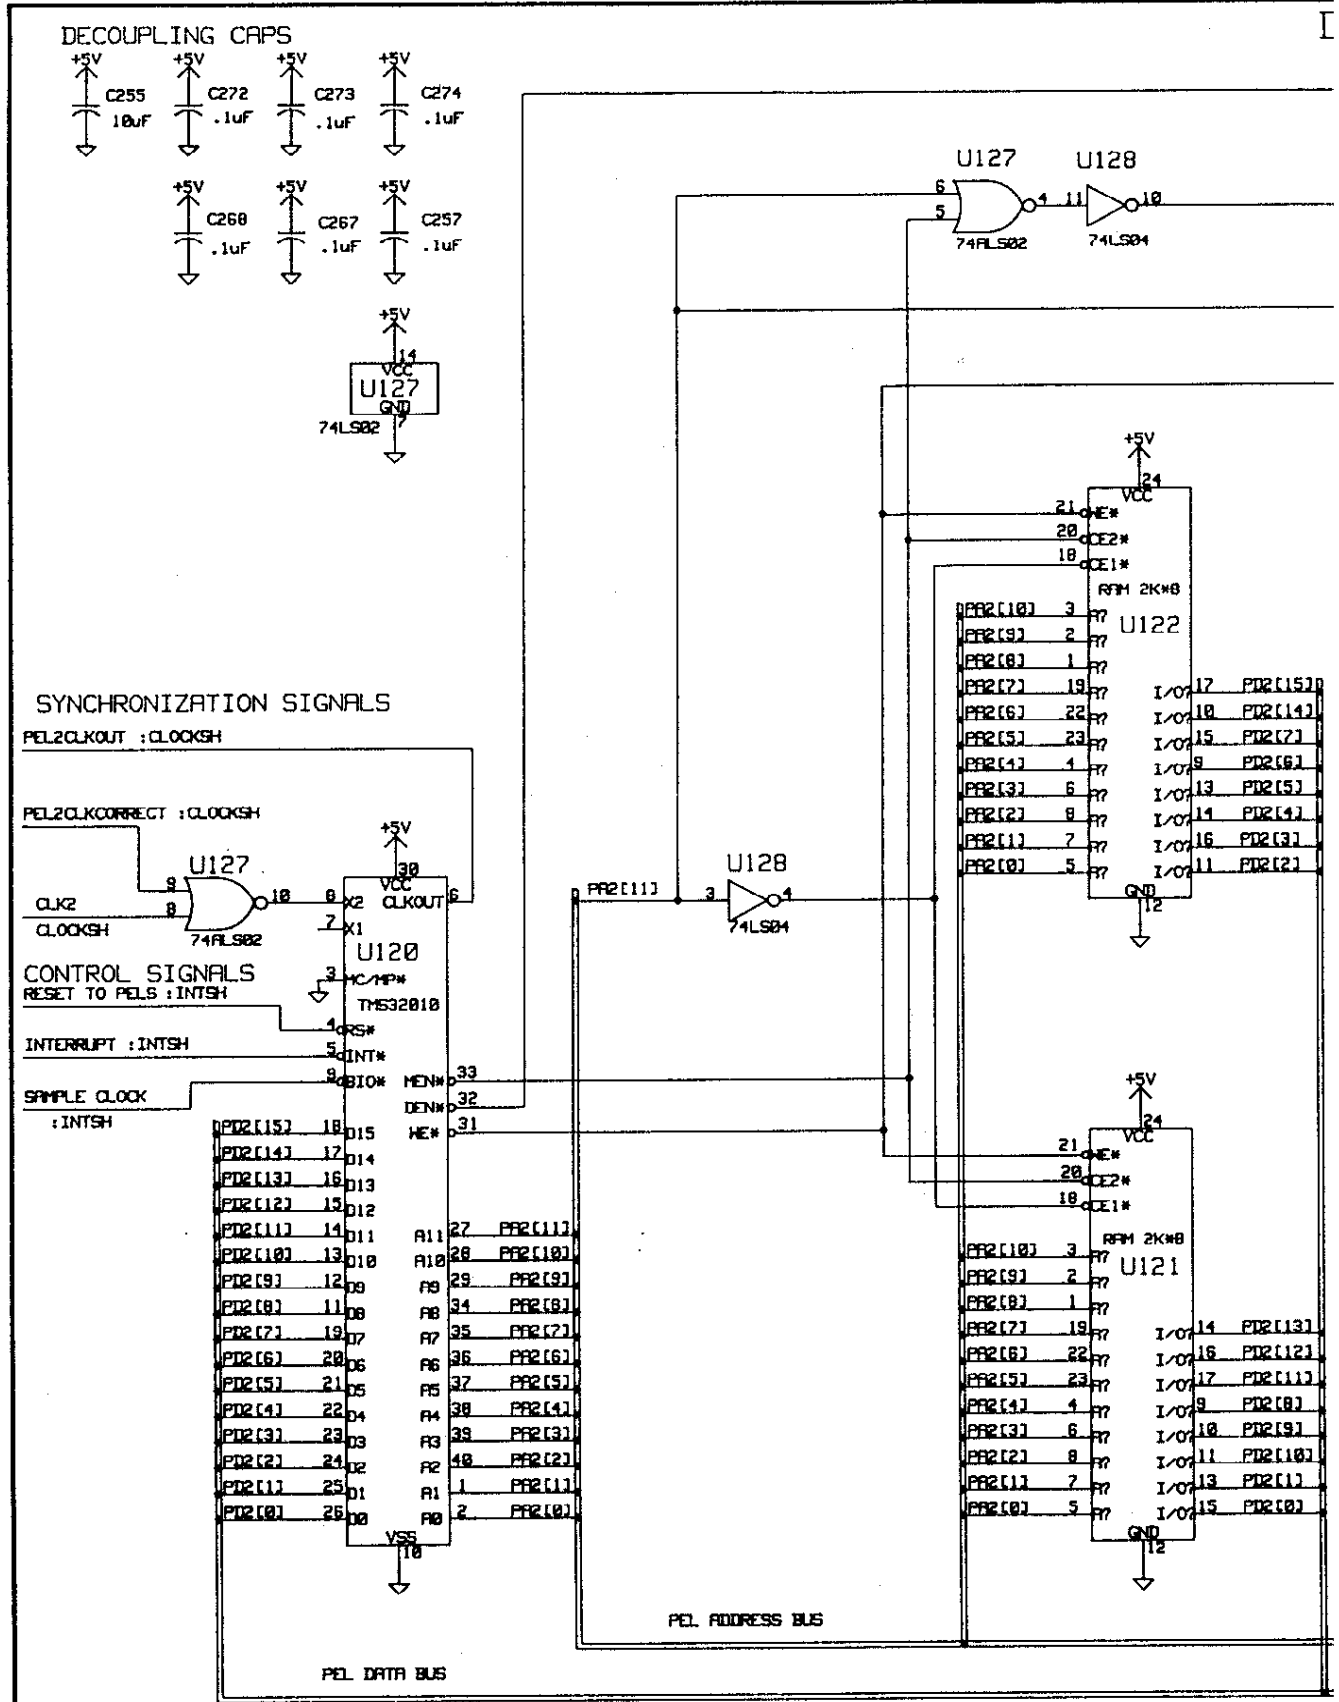 DECOUPLING CAPS
+5V +5V +5V +5V
C255 C272 C273 C274
10uF .1uF .1uF .1uF
+5V +5V +5V
C268 C267 C257
.1uF .1uF .1uF
+5V
14
VCC
U127
GND
7
74LS02
U127 U128
6
5
4 11 10
74ALS02 74LS04
+5V
24
VCC
21 WE*
20 CE2*
18 CE1*
RAM 2K*8
U122
PA2[10] 3 A?
PA2[9] 2 A?
PA2[8] 1 A?
PA2[7] 19 A? I/O? 17 PD2[15]
PA2[6] 22 A? I/O? 10 PD2[14]
PA2[5] 23 A? I/O? 15 PD2[7]
PA2[4] 4 A? I/O? 9 PD2[6]
PA2[3] 6 A? I/O? 13 PD2[5]
PA2[2] 8 A? I/O? 14 PD2[4]
PA2[1] 7 A? I/O? 16 PD2[3]
PA2[0] 5 A? I/O? 11 PD2[2]
GND
12
SYNCHRONIZATION SIGNALS
PEL2CLKOUT :CLOCKSH
PEL2CLKCORRECT :CLOCKSH
U127
9
8
10
74ALS02
CLK2
CLOCKSH
CONTROL SIGNALS
RESET TO PELS :INTSH
INTERRUPT :INTSH
SAMPLE CLOCK
:INTSH
+5V
30
VCC
8 X2 CLKOUT 6
7 X1
U120
3 MC/MP*
TMS32010
4 RS*
5 INT*
9 BIO* MEN* 33
DEN* 32
WE* 31
PD2[15] 18 D15
PD2[14] 17 D14
PD2[13] 16 D13
PD2[12] 15 D12
PD2[11] 14 D11 A11 27 PA2[11]
PD2[10] 13 D10 A10 28 PA2[10]
PD2[9] 12 D9 A9 29 PA2[9]
PD2[8] 11 D8 A8 34 PA2[8]
PD2[7] 19 D7 A7 35 PA2[7]
PD2[6] 20 D6 A6 36 PA2[6]
PD2[5] 21 D5 A5 37 PA2[5]
PD2[4] 22 D4 A4 38 PA2[4]
PD2[3] 23 D3 A3 39 PA2[3]
PD2[2] 24 D2 A2 40 PA2[2]
PD2[1] 25 D1 A1 1 PA2[1]
PD2[0] 26 D0 A0 2 PA2[0]
VSS
10
PA2[11] 3 U128 4
74LS04
+5V
24
VCC
21 WE*
20 CE2*
18 CE1*
RAM 2K*8
U121
PA2[10] 3 A?
PA2[9] 2 A?
PA2[8] 1 A?
PA2[7] 19 A? I/O? 14 PD2[13]
PA2[6] 22 A? I/O? 16 PD2[12]
PA2[5] 23 A? I/O? 17 PD2[11]
PA2[4] 4 A? I/O? 9 PD2[8]
PA2[3] 6 A? I/O? 10 PD2[9]
PA2[2] 8 A? I/O? 11 PD2[10]
PA2[1] 7 A? I/O? 13 PD2[1]
PA2[0] 5 A? I/O? 15 PD2[0]
GND
12
PEL ADDRESS BUS
PEL DATA BUS